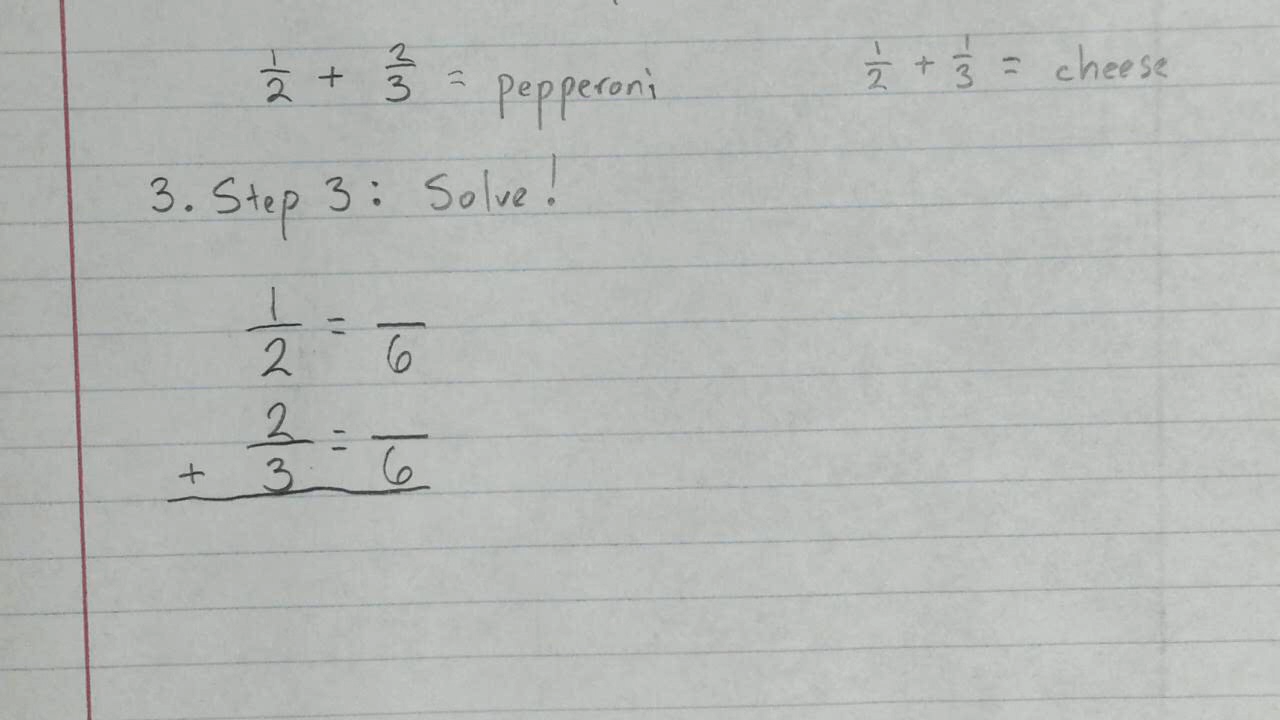 1/2 + 2/3 = pepperoni
1/2 + 1/3 = cheese
3. Step 3: Solve!
1/2 = /6
+ 2/3 = /6